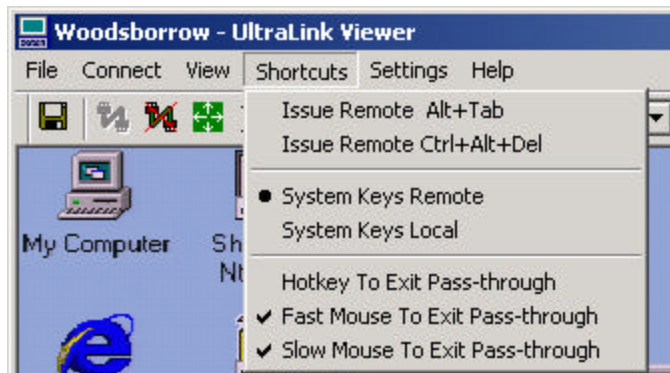 Woodsborrow - UltraLink Viewer
File Connect View Shortcuts Settings Help
Issue Remote Alt+Tab
Issue Remote Ctrl+Alt+Del
System Keys Remote
System Keys Local
Hotkey To Exit Pass-through
Fast Mouse To Exit Pass-through
Slow Mouse To Exit Pass-through
My Computer